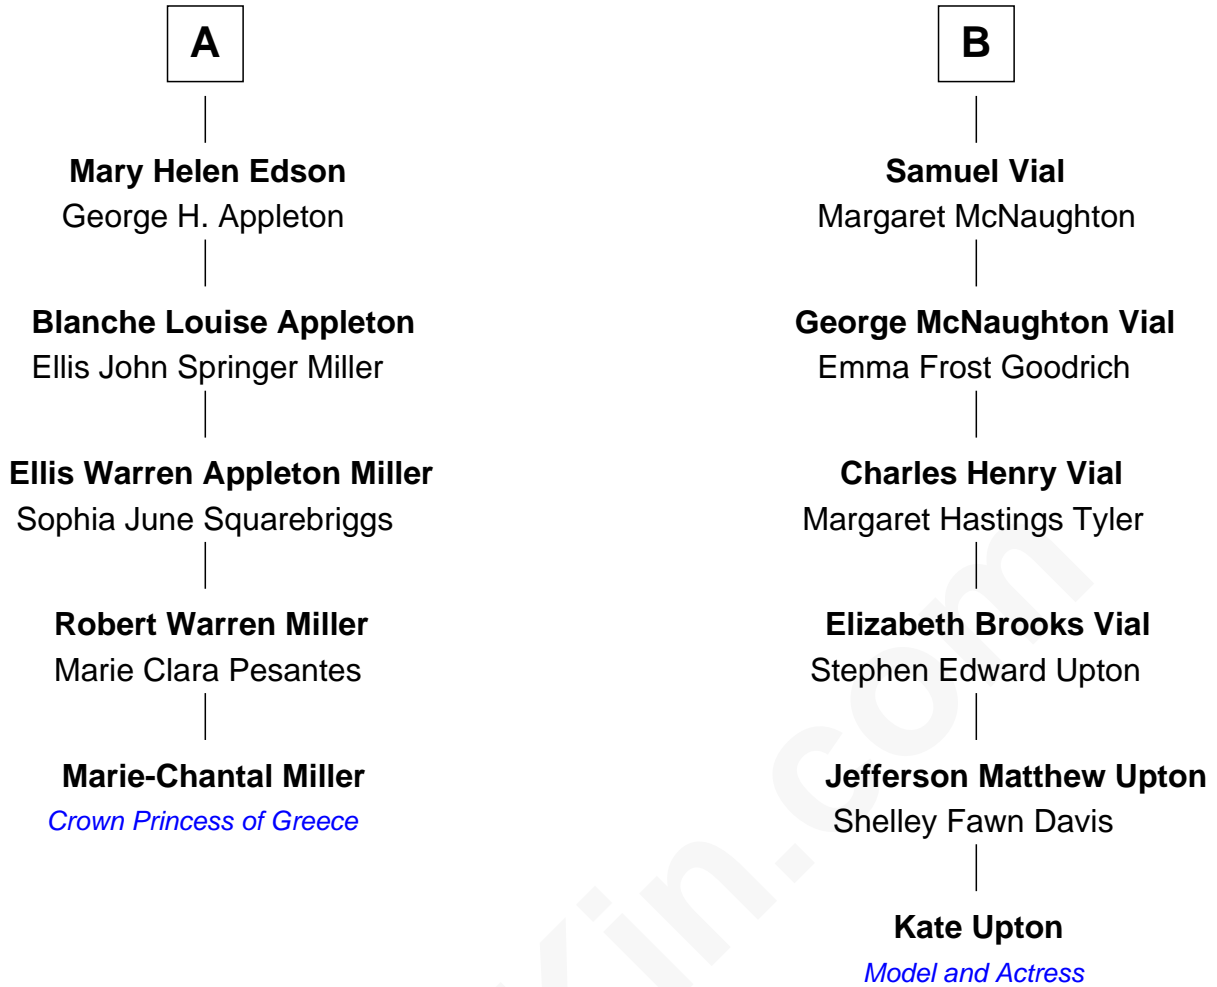 A
Mary Helen Edson
George H. Appleton
Blanche Louise Appleton
Ellis John Springer Miller
Ellis Warren Appleton Miller
Sophia June Squarebriggs
Robert Warren Miller
Marie Clara Pesantes
Marie-Chantal Miller
Crown Princess of Greece
B
Samuel Vial
Margaret McNaughton
George McNaughton Vial
Emma Frost Goodrich
Charles Henry Vial
Margaret Hastings Tyler
Elizabeth Brooks Vial
Stephen Edward Upton
Jefferson Matthew Upton
Shelley Fawn Davis
Kate Upton
Model and Actress
Kin.com